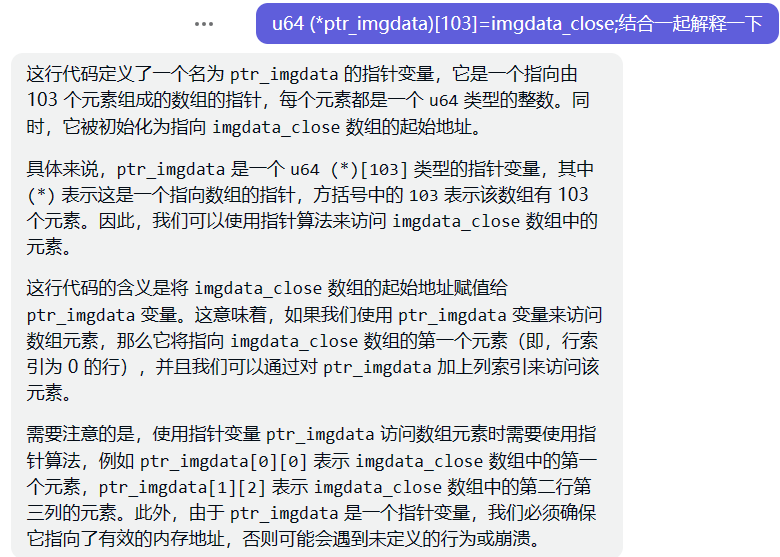 u64 (*ptr_imgdata)[103]=imgdata_close;结合一起解释一下
这行代码定义了一个名为 ptr_imgdata 的指针变量，它是一个指向由
103 个元素组成的数组的指针，每个元素都是一个 u64 类型的整数。同
时，它被初始化为指向 imgdata_close 数组的起始地址。
具体来说，ptr_imgdata 是一个 u64 (*)[103] 类型的指针变量，其中
(*) 表示这是一个指向数组的指针，方括号中的 103 表示该数组有 103
个元素。因此，我们可以使用指针算法来访问 imgdata_close 数组中的
元素。
这行代码的含义是将 imgdata_close 数组的起始地址赋值给
ptr_imgdata 变量。这意味着，如果我们使用 ptr_imgdata 变量来访问
数组元素，那么它将指向 imgdata_close 数组的第一个元素（即，行索
引为 0 的行），并且我们可以通过对 ptr_imgdata 加上列索引来访问该
元素。
需要注意的是，使用指针变量 ptr_imgdata 访问数组元素时需要使用指
针算法，例如 ptr_imgdata[0][0] 表示 imgdata_close 数组中的第一
个元素，ptr_imgdata[1][2] 表示 imgdata_close 数组中的第二行第
三列的元素。此外，由于 ptr_imgdata 是一个指针变量，我们必须确保
它指向了有效的内存地址，否则可能会遇到未定义的行为或崩溃。